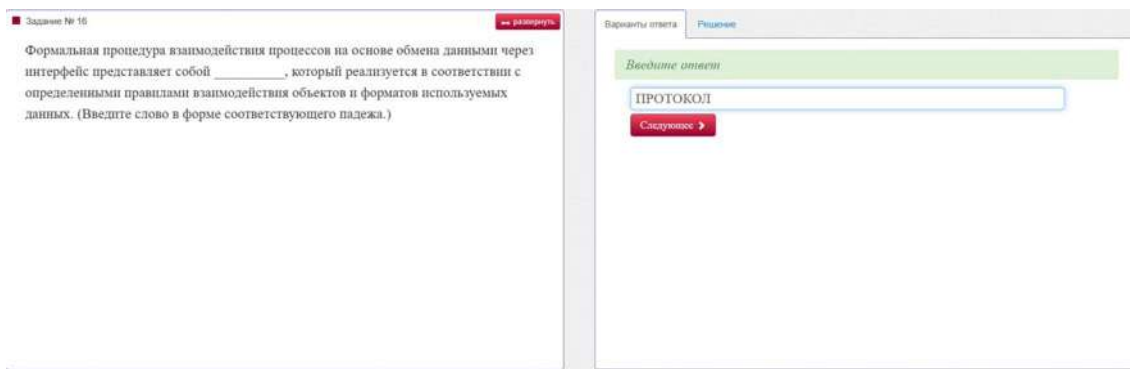 Задание № 16
развернуть
Формальная процедура взаимодействия процессов на основе обмена данными через
интерфейс представляет собой __________, который реализуется в соответствии с
определенными правилами взаимодействия объектов и форматов используемых
данных. (Введите слово в форме соответствующего падежа.)
Варианты ответа
Решение
Введите ответ
ПРОТОКОЛ
Следующее